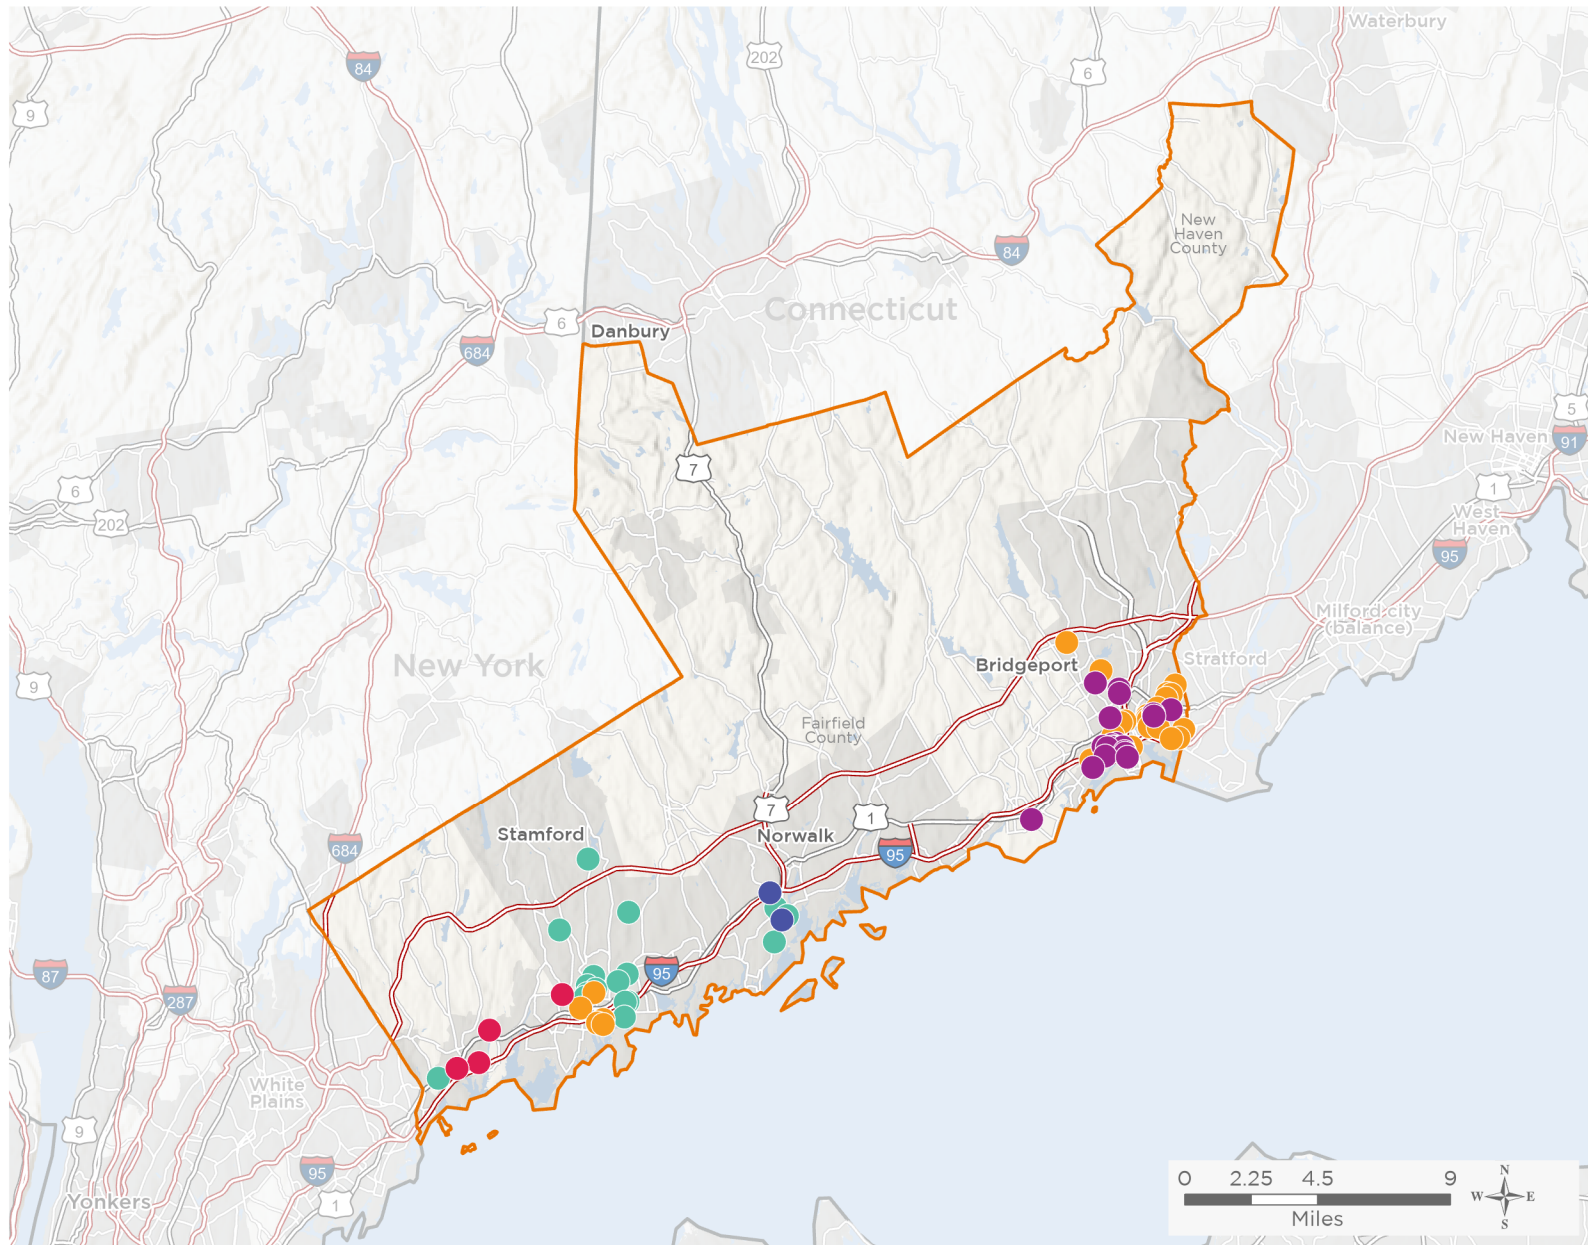 Waterbury
84
202
6
9
New
Haven
County
84
Connecticut
6
Danbury
684
5
New Haven
91
7
6
1
202
West
Haven
95
Milford city
(balance)
New York
Bridgeport
Stratford
9
Fairfield
County
7
1
Stamford
Norwalk
684
95
95
87
287
White
Plains
9
95
1
Yonkers
0 2.25 4.5 9
Miles
N
W E
S